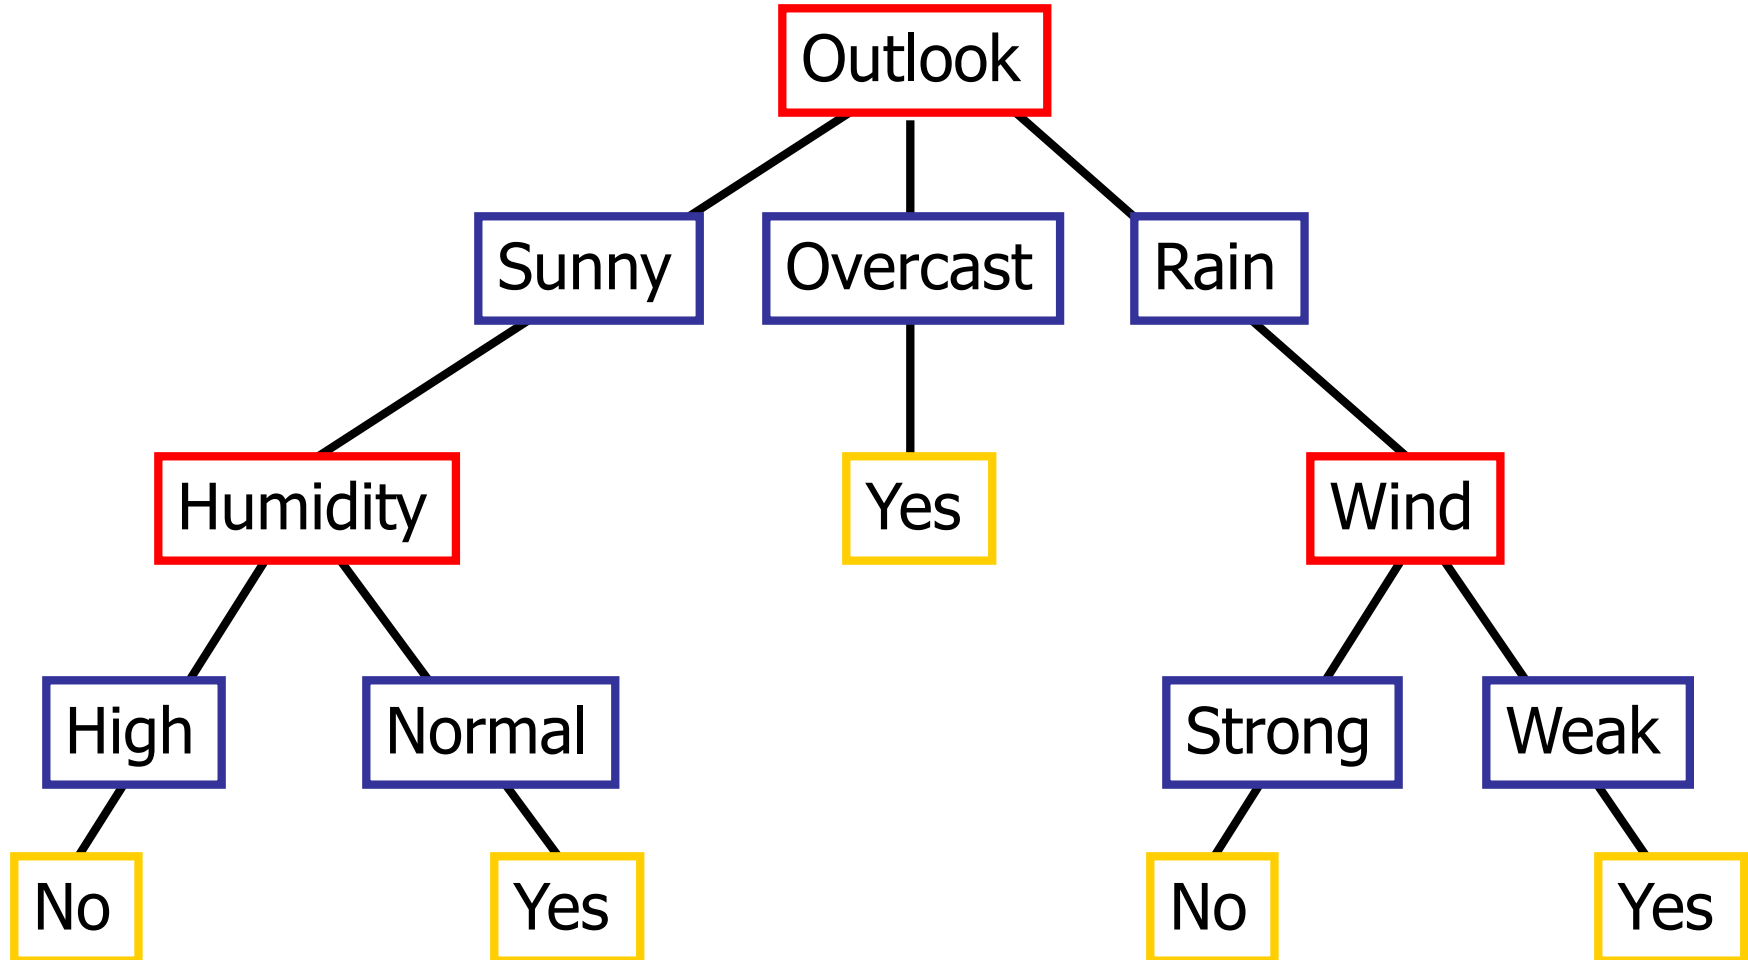 Outlook
Sunny Overcast Rain
Humidity Yes Wind
High Normal Strong Weak
No Yes No Yes